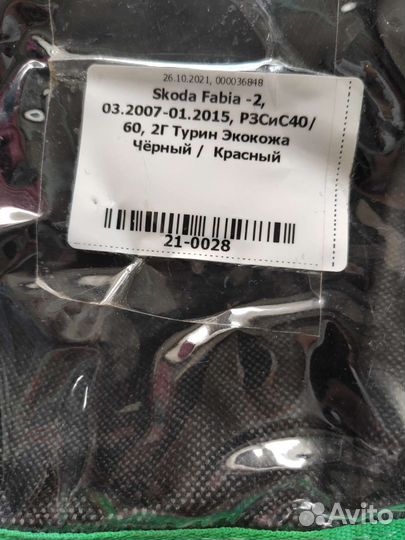 26.10.2021, 000036848
Skoda Fabia -2,
03.2007-01.2015, РЗСиС40/
60, 2Г Турин Экокожа
Чёрный / Красный
21-0028
Avito